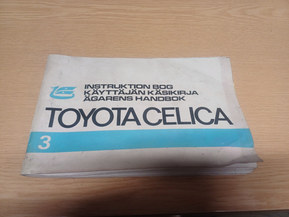 INSTRUKTION BOG
KÄYTTÄJÄN KÄSIKIRJA
ÄGARENS HANDBOK
TOYOTA CELICA
3